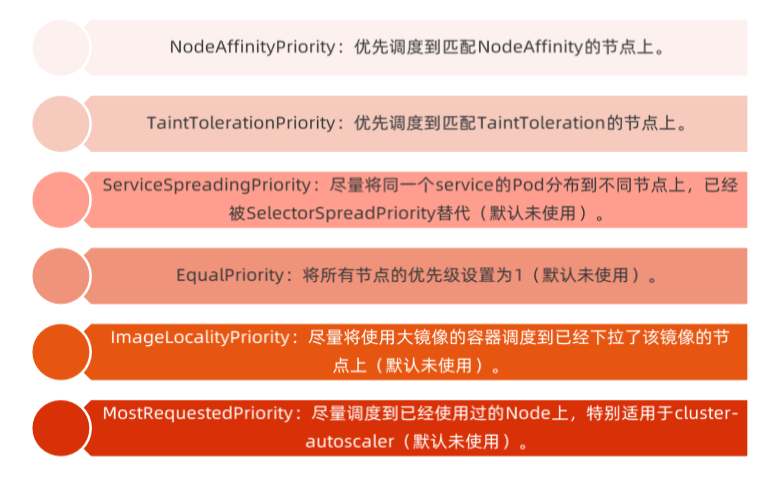 NodeAffinityPriority：优先调度到匹配NodeAffinity的节点上。
TaintTolerationPriority：优先调度到匹配TaintToleration的节点上。
ServiceSpreadingPriority：尽量将同一个service的Pod分布到不同节点上，已经
被SelectorSpreadPriority替代（默认未使用）。
EqualPriority：将所有节点的优先级设置为1（默认未使用）。
ImageLocalityPriority：尽量将使用大镜像的容器调度到已经下拉了该镜像的节
点上（默认未使用）。
MostRequestedPriority：尽量调度到已经使用过的Node上，特别适用于cluster-
autoscaler（默认未使用）。